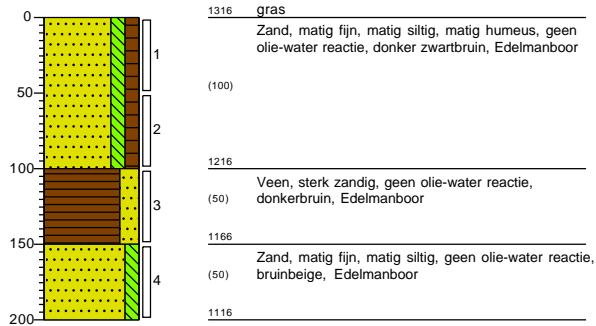 0
50
100
150
200
1
2
3
4
1316 gras
Zand, matig fijn, matig siltig, matig humeus, geen
olie-water reactie, donker zwartbruin, Edelmanboor
(100)
1216
Veen, sterk zandig, geen olie-water reactie,
donkerbruin, Edelmanboor
(50)
1166
Zand, matig fijn, matig siltig, geen olie-water reactie,
bruinbeige, Edelmanboor
(50)
1116